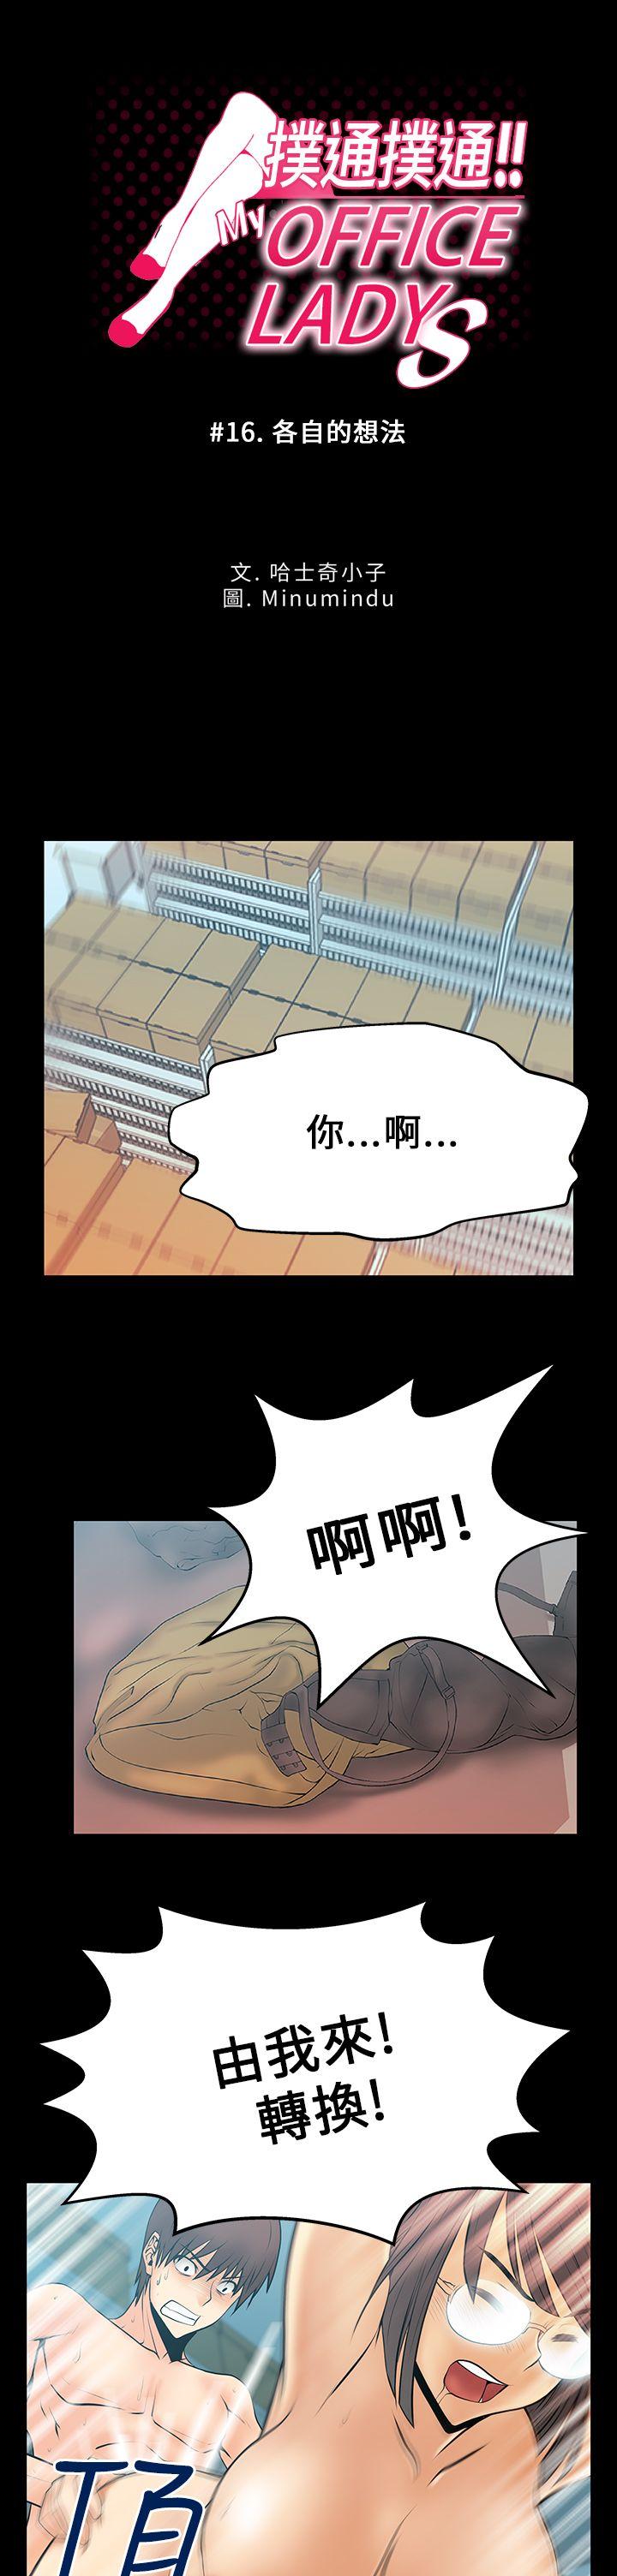 撲通撲通!!
My OFFICE
LADYS
#16. 各自的想法
文. 哈士奇小子
圖. Minumindu
你...啊...
啊啊!
由我來!
轉換!
頂